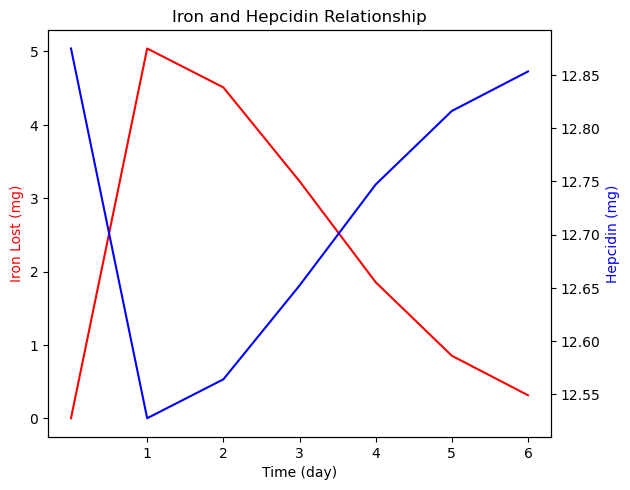 Iron and Hepcidin Relationship
Iron Lost (mg)
5
4
3
2
1
0
12.85
12.80
12.75
12.70
12.65
12.60
12.55
Hepcidin (mg)
1 2 3 4 5 6
Time (day)